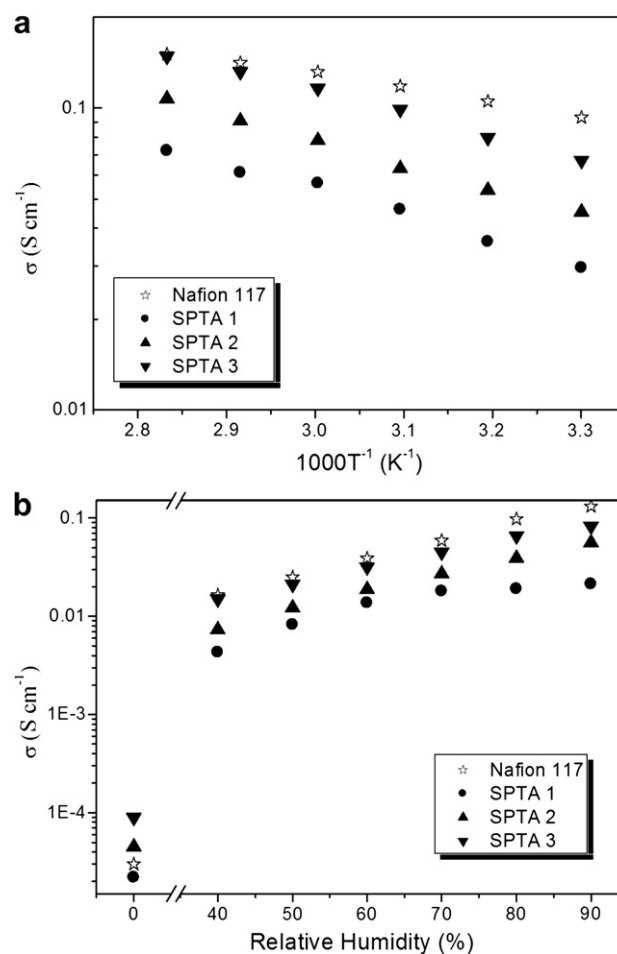 a
0.1
0.01
σ (S cm⁻¹)
Nafion 117
SPTA 1
SPTA 2
SPTA 3
2.8 2.9 3.0 3.1 3.2 3.3
1000T⁻¹ (K⁻¹)
b
0.1
0.01
1E-3
1E-4
σ (S cm⁻¹)
Nafion 117
SPTA 1
SPTA 2
SPTA 3
0 40 50 60 70 80 90
Relative Humidity (%)